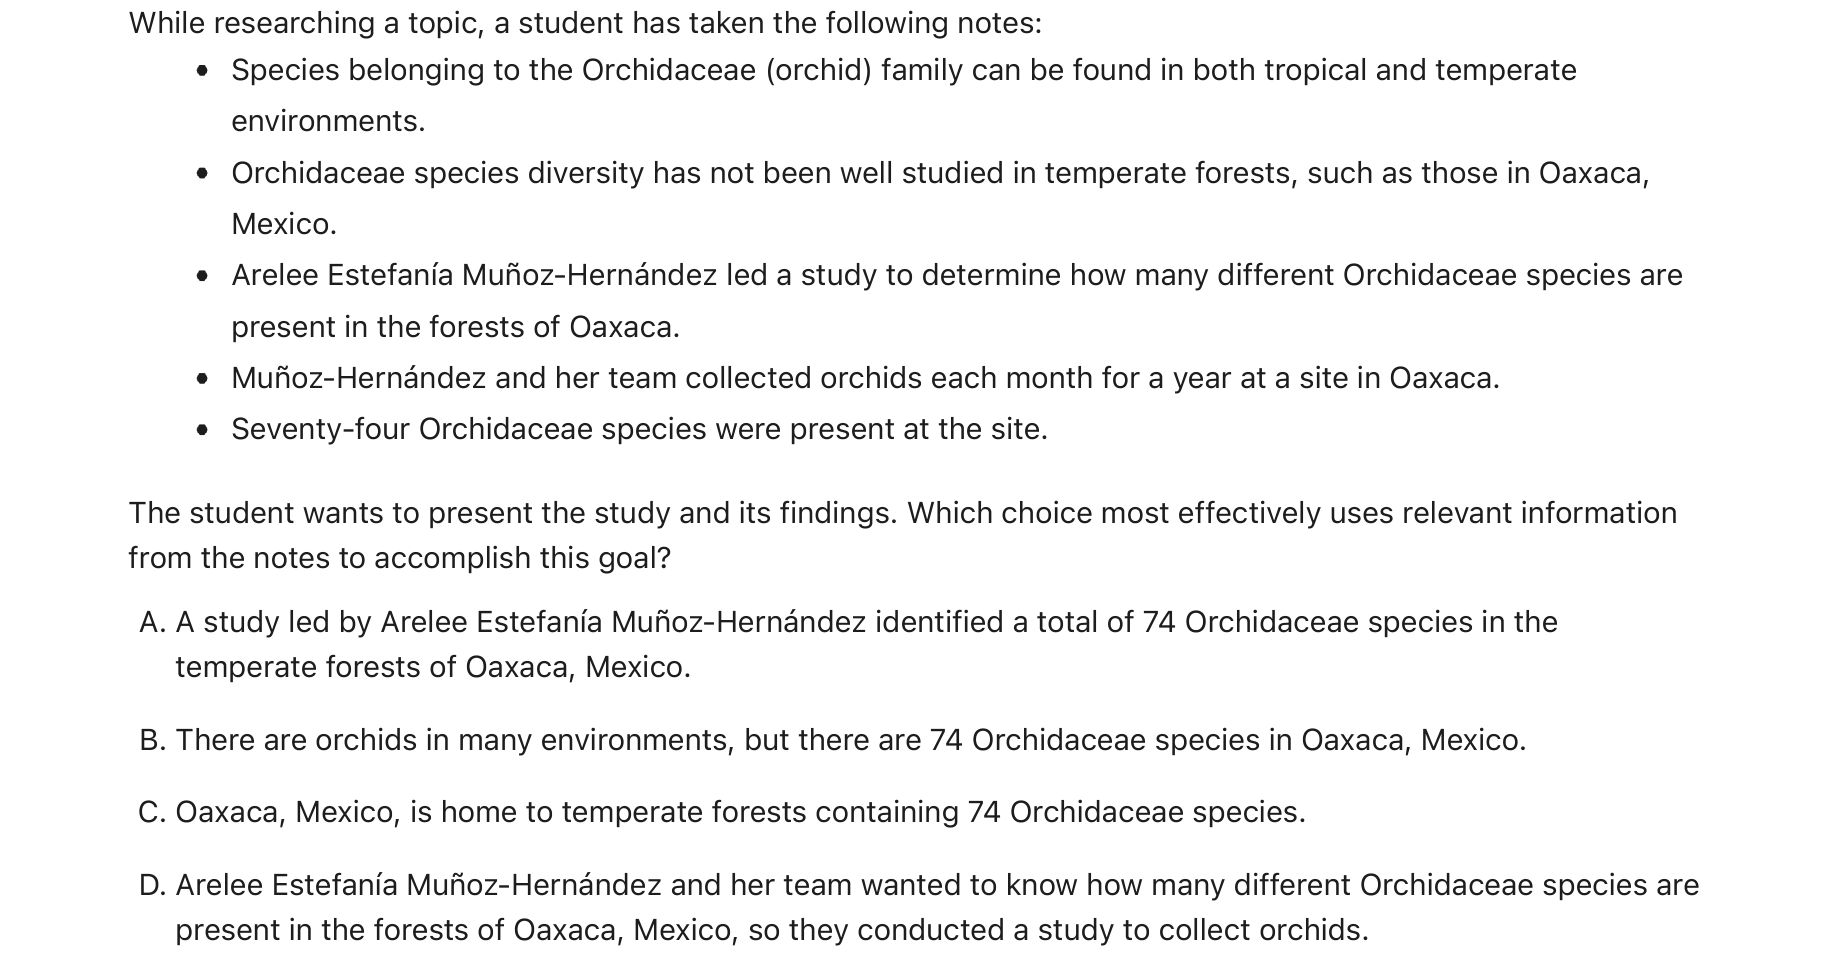 While researching a topic, a student has taken the following notes:
• Species belonging to the Orchidaceae (orchid) family can be found in both tropical and temperate
environments.
• Orchidaceae species diversity has not been well studied in temperate forests, such as those in Oaxaca,
Mexico.
• Arelee Estefanía Muñoz-Hernández led a study to determine how many different Orchidaceae species are
present in the forests of Oaxaca.
• Muñoz-Hernández and her team collected orchids each month for a year at a site in Oaxaca.
• Seventy-four Orchidaceae species were present at the site.
The student wants to present the study and its findings. Which choice most effectively uses relevant information
from the notes to accomplish this goal?
A. A study led by Arelee Estefanía Muñoz-Hernández identified a total of 74 Orchidaceae species in the
temperate forests of Oaxaca, Mexico.
B. There are orchids in many environments, but there are 74 Orchidaceae species in Oaxaca, Mexico.
C. Oaxaca, Mexico, is home to temperate forests containing 74 Orchidaceae species.
D. Arelee Estefanía Muñoz-Hernández and her team wanted to know how many different Orchidaceae species are
present in the forests of Oaxaca, Mexico, so they conducted a study to collect orchids.